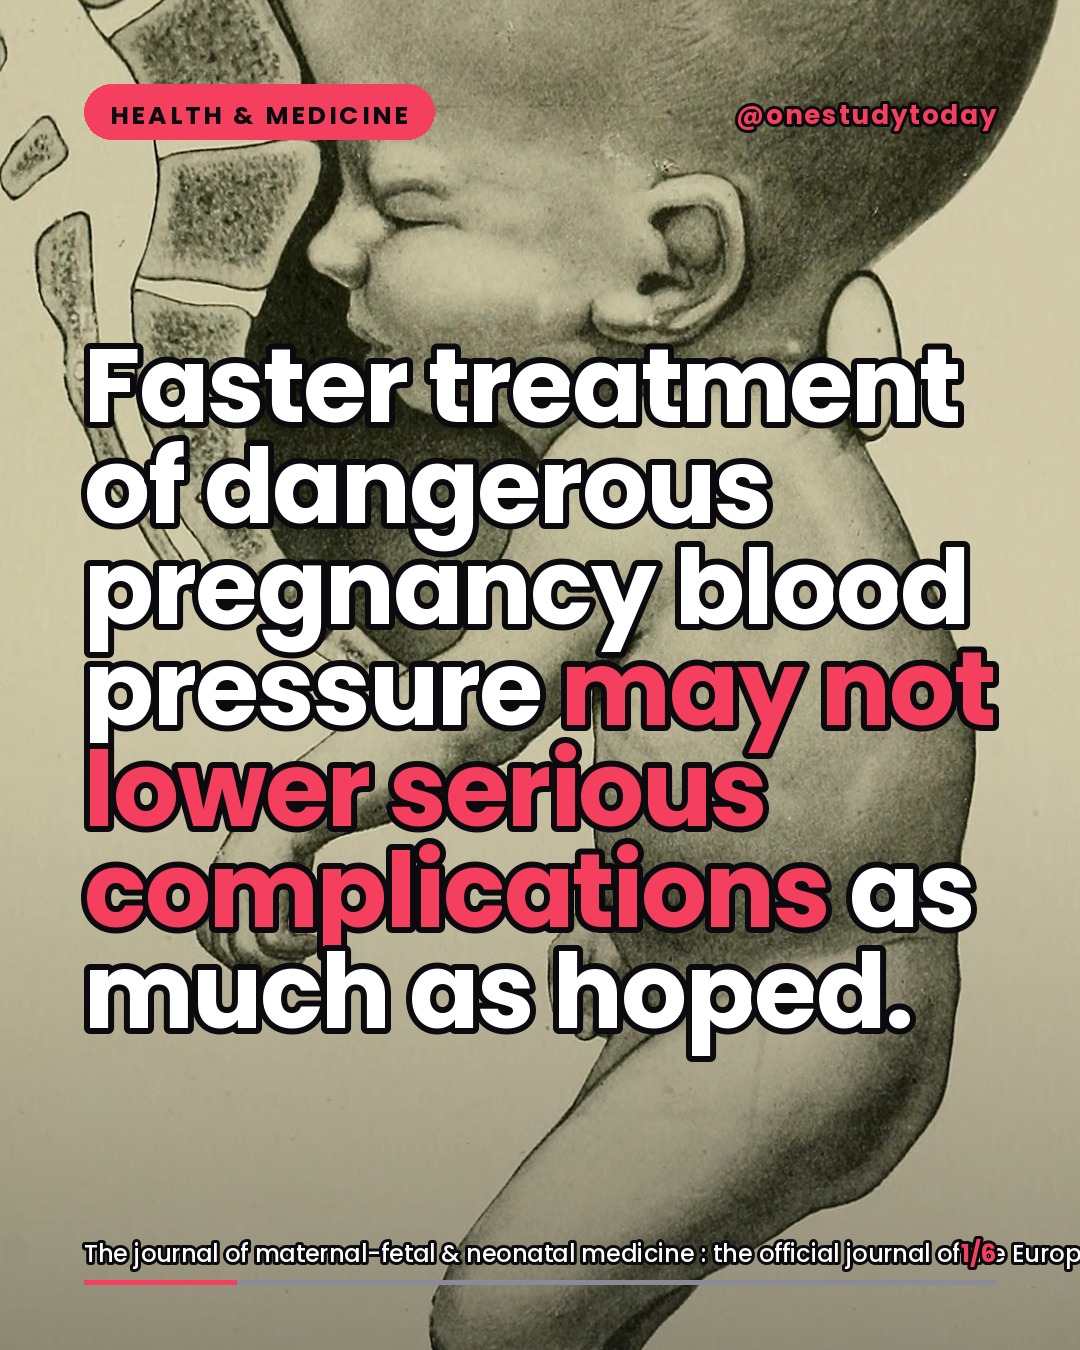 HEALTH & MEDICINE
@onestudytoday
Faster treatment
of dangerous
pregnancy blood
pressure may not
lower serious
complications as
much as hoped.
The journal of maternal-fetal & neonatal medicine : the official journal of 1/6 Europ